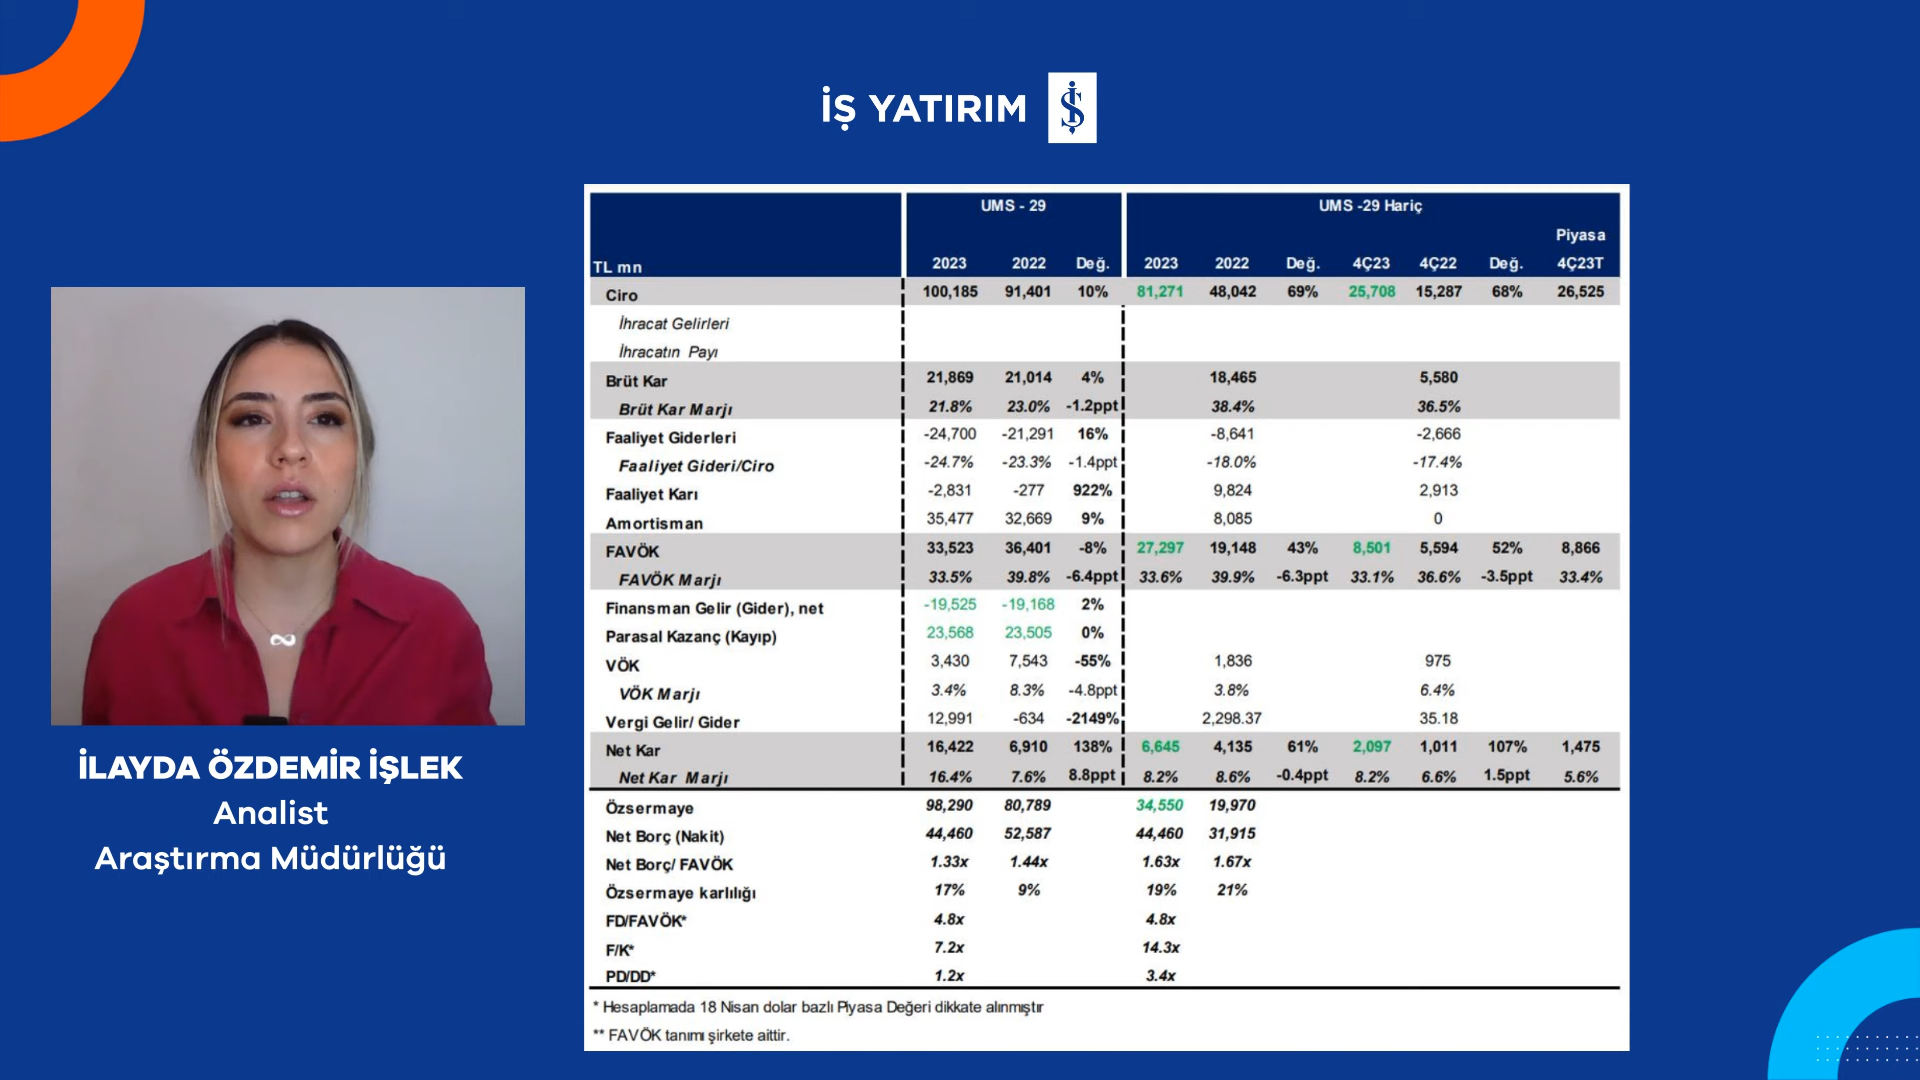 İŞ YATIRIM
İLAYDA ÖZDEMİR İŞLEK
Analist
Araştırma Müdürlüğü
UMS - 29 UMS -29 Hariç
Piyasa
TL mn 2023 2022 Değ. 2023 2022 Değ. 4Ç23 4Ç22 Değ. 4Ç23T
Ciro 100,185 91,401 10% 81,271 48,042 69% 25,708 15,287 68% 26,525
İhracat Gelirleri
İhracatın Payı
Brüt Kar 21,869 21,014 4% 18,465 5,580
Brüt Kar Marjı 21.8% 23.0% -1.2ppt 38.4% 36.5%
Faaliyet Giderleri -24,700 -21,291 16% -8,641 -2,666
Faaliyet Gideri/Ciro -24.7% -23.3% -1.4ppt -18.0% -17.4%
Faaliyet Karı -2,831 -277 922% 9,824 2,913
Amortisman 35,477 32,669 9% 8,085 0
FAVÖK 33,523 36,401 -8% 27,297 19,148 43% 8,501 5,594 52% 8,866
FAVÖK Marjı 33.5% 39.8% -6.4ppt 33.6% 39.9% -6.3ppt 33.1% 36.6% -3.5ppt 33.4%
Finansman Gelir (Gider), net -19,525 -19,168 2%
Parasal Kazanç (Kayıp) 23,568 23,505 0%
VÖK 3,430 7,543 -55% 1,836 975
VÖK Marjı 3.4% 8.3% -4.8ppt 3.8% 6.4%
Vergi Gelir/ Gider 12,991 -634 -2149% 2,298.37 35.18
Net Kar 16,422 6,910 138% 6,645 4,135 61% 2,097 1,011 107% 1,475
Net Kar Marjı 16.4% 7.6% 8.8ppt 8.2% 8.6% -0.4ppt 8.2% 6.6% 1.5ppt 5.6%
Özsermaye 98,290 80,789 34,550 19,970
Net Borç (Nakit) 44,460 52,587 44,460 31,915
Net Borç/ FAVÖK 1.33x 1.44x 1.63x 1.67x
Özsermaye karlılığı 17% 9% 19% 21%
FD/FAVÖK* 4.8x 4.8x
F/K* 7.2x 14.3x
PD/DD* 1.2x 3.4x
* Hesaplamada 18 Nisan dolar bazlı Piyasa Değeri dikkate alınmıştır
** FAVÖK tanımı şirkete aittir.